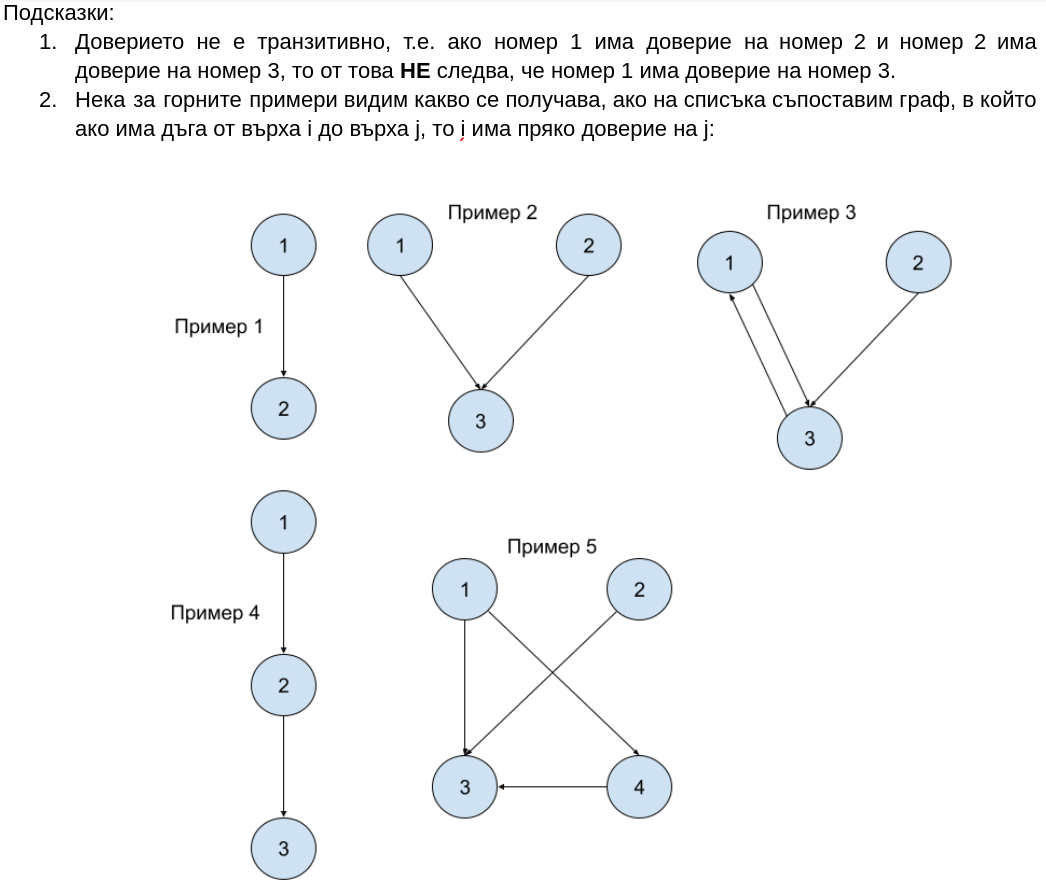 Подсказки:
1. Доверието не е транзитивно, т.е. ако номер 1 има доверие на номер 2 и номер 2 има
доверие на номер 3, то от това НЕ следва, че номер 1 има доверие на номер 3.
2. Нека за горните примери видим какво се получава, ако на списъка съпоставим граф, в който
ако има дъга от върха i до върха j, то i има пряко доверие на j:
Пример 1
1
2
Пример 2
1
2
3
Пример 3
1
2
3
Пример 4
1
2
3
Пример 5
1
2
3
4